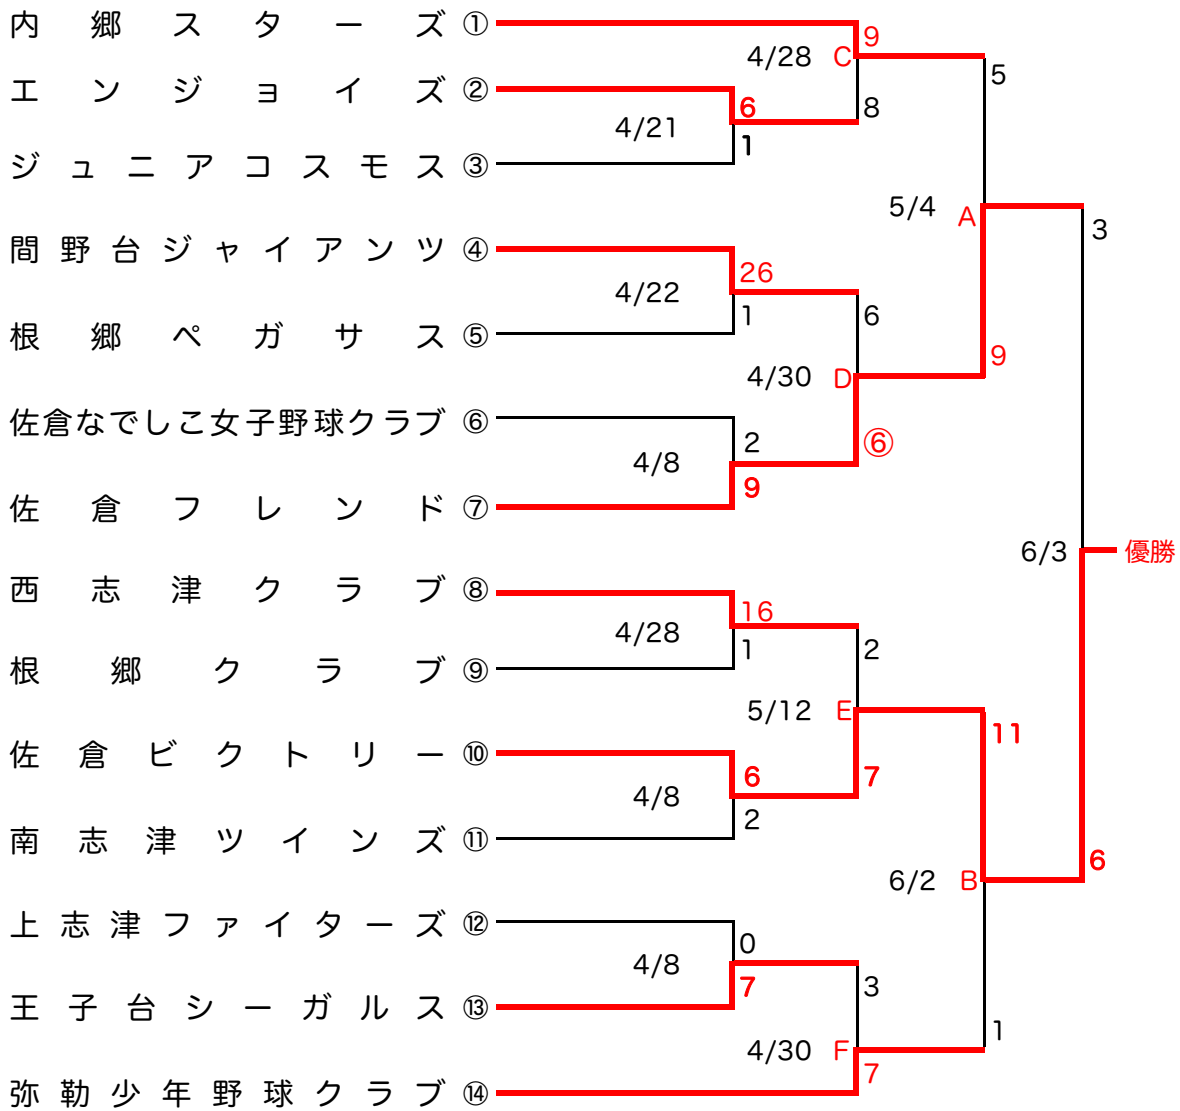 内郷スターズ ①
9
4/28 C
5
エンジョイズ ②
6
8
4/21
1
ジュニアコスモス ③
5/4 A
3
間野台ジャイアンツ ④
26
4/22
1
6
根郷ペガサス ⑤
9
4/30 D
佐倉なでしこ女子野球クラブ ⑥
2
⑥
4/8
9
佐倉フレンド ⑦
6/3 優勝
西志津クラブ ⑧
16
4/28
1
2
根郷クラブ ⑨
5/12 E
11
佐倉ビクトリー ⑩
6
7
4/8
2
南志津ツインズ ⑪
6
6/2 B
上志津ファイターズ ⑫
0
4/8
7
3
王子台シーガルス ⑬
1
4/30 F
7
弥勒少年野球クラブ ⑭